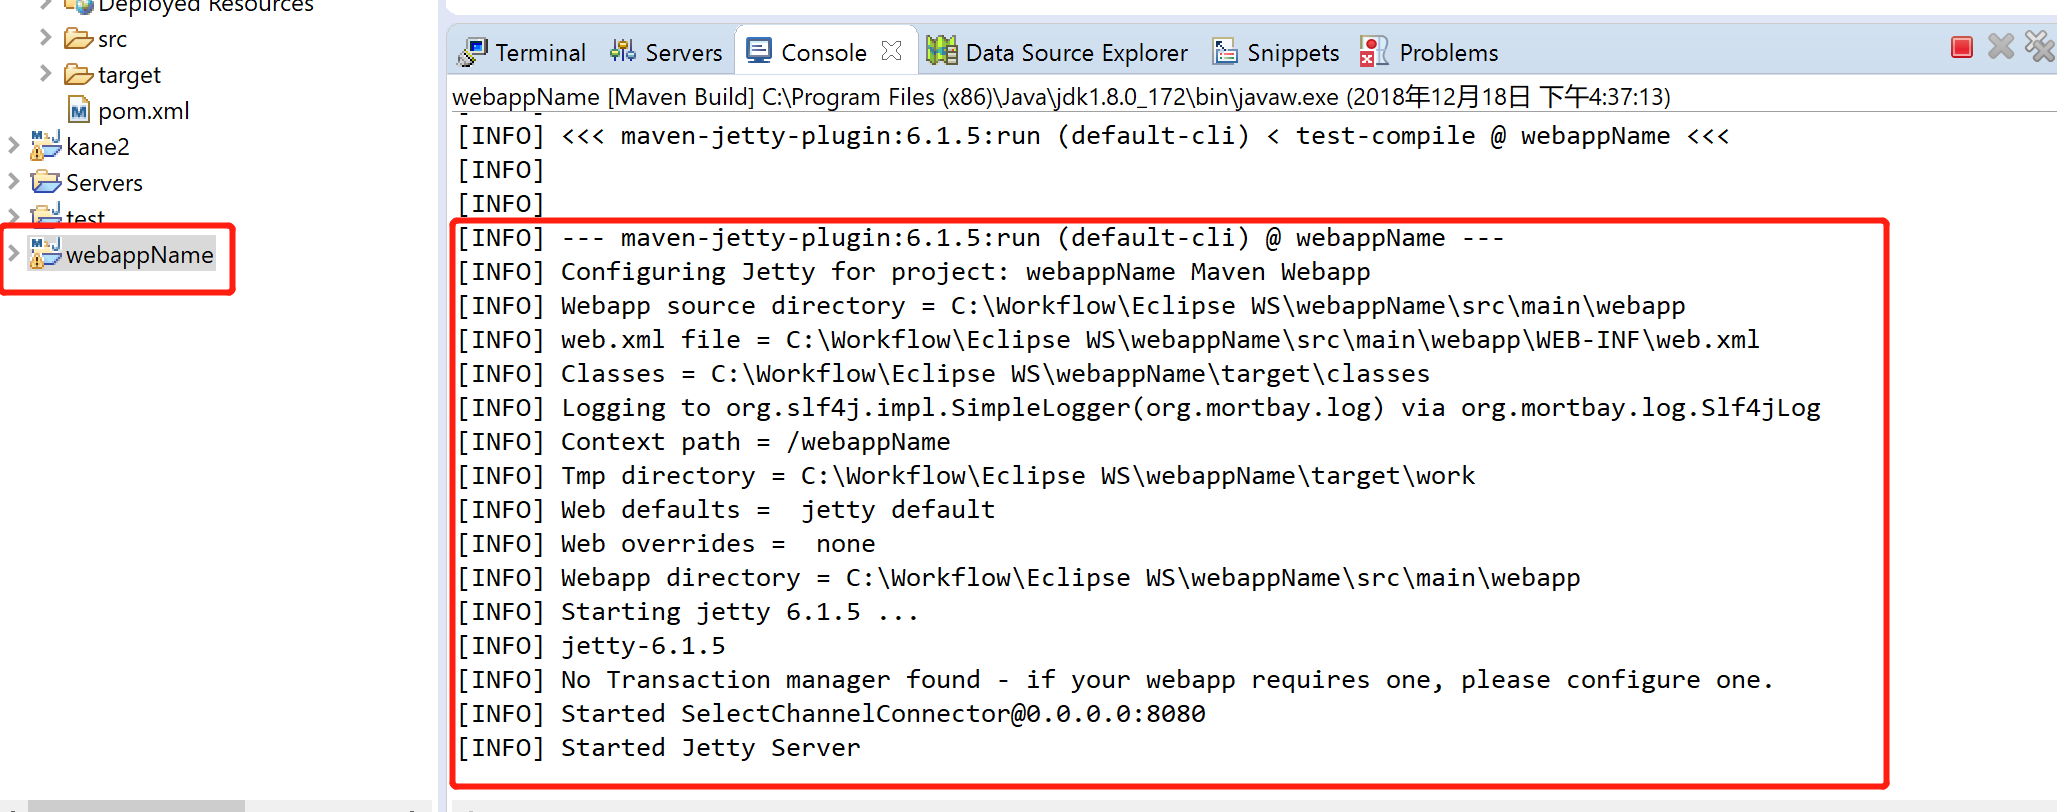 Deployed Resources
src
target
pom.xml
kane2
Servers
test
webappName
Terminal Servers Console Data Source Explorer Snippets Problems
webappName [Maven Build] C:\Program Files (x86)\Java\jdk1.8.0_172\bin\javaw.exe (2018年12月18日 下午4:37:13)
[INFO] <<< maven-jetty-plugin:6.1.5:run (default-cli) < test-compile @ webappName <<<
[INFO]
[INFO]
[INFO] --- maven-jetty-plugin:6.1.5:run (default-cli) @ webappName ---
[INFO] Configuring Jetty for project: webappName Maven Webapp
[INFO] Webapp source directory = C:\Workflow\Eclipse WS\webappName\src\main\webapp
[INFO] web.xml file = C:\Workflow\Eclipse WS\webappName\src\main\webapp\WEB-INF\web.xml
[INFO] Classes = C:\Workflow\Eclipse WS\webappName\target\classes
[INFO] Logging to org.slf4j.impl.SimpleLogger(org.mortbay.log) via org.mortbay.log.Slf4jLog
[INFO] Context path = /webappName
[INFO] Tmp directory = C:\Workflow\Eclipse WS\webappName\target\work
[INFO] Web defaults =  jetty default
[INFO] Web overrides =  none
[INFO] Webapp directory = C:\Workflow\Eclipse WS\webappName\src\main\webapp
[INFO] Starting jetty 6.1.5 ...
[INFO] jetty-6.1.5
[INFO] No Transaction manager found - if your webapp requires one, please configure one.
[INFO] Started SelectChannelConnector@0.0.0.0:8080
[INFO] Started Jetty Server